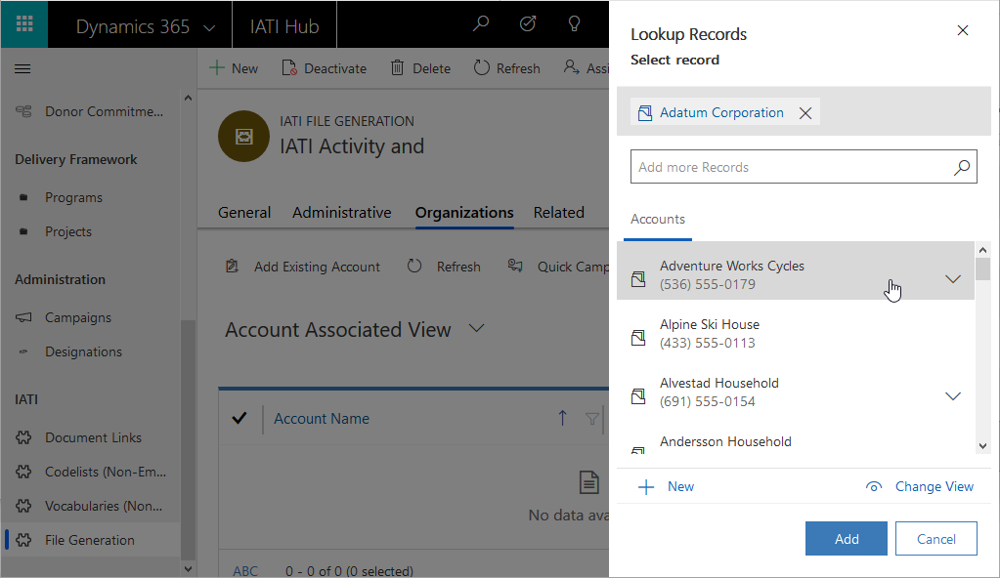 Dynamics 365
IATI Hub
New
Deactivate
Delete
Refresh
Assi
Donor Commitme...
Delivery Framework
Programs
Projects
Administration
Campaigns
Designations
IATI
Document Links
Codelists (Non-Em...
Vocabularies (Non...
File Generation
IATI FILE GENERATION
IATI Activity and
General
Administrative
Organizations
Related
Add Existing Account
Refresh
Quick Camp
Account Associated View
Account Name
No data ava
ABC
0 - 0 of 0 (0 selected)
Lookup Records
Select record
Adatum Corporation
Add more Records
Accounts
Adventure Works Cycles
(536) 555-0179
Alpine Ski House
(433) 555-0113
Alvestad Household
(691) 555-0154
Andersson Household
New
Change View
Add
Cancel